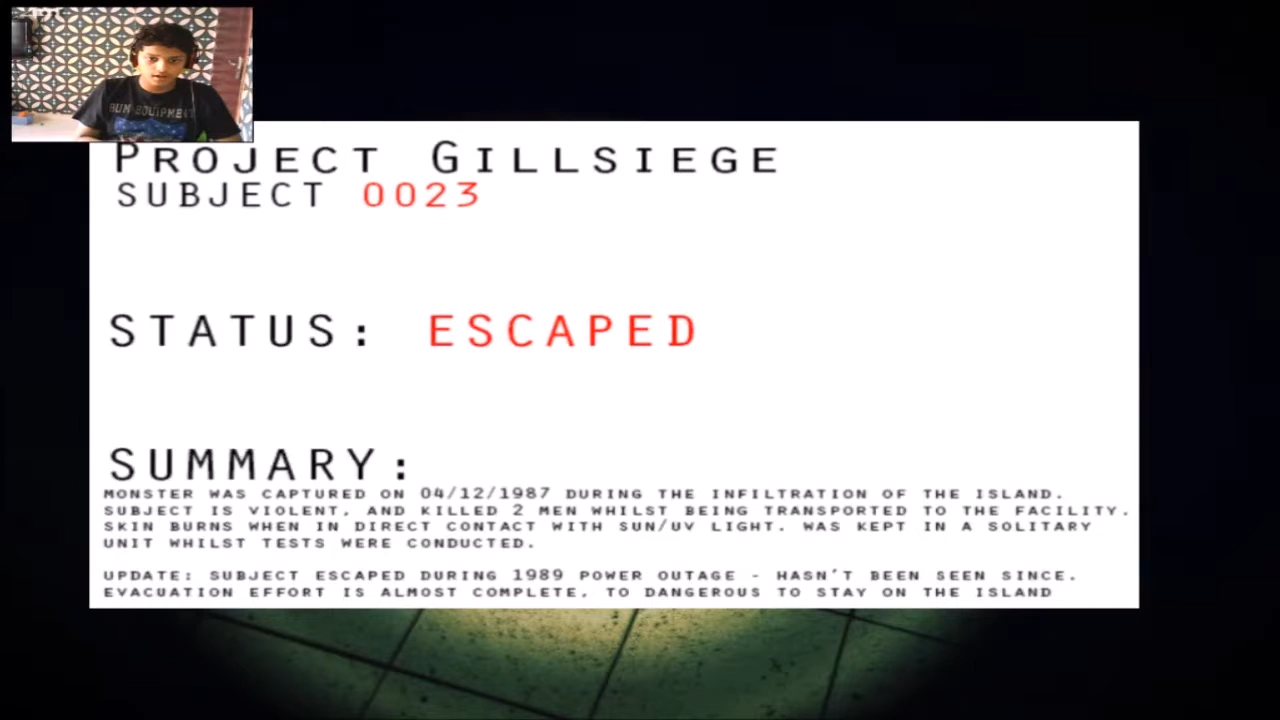 PROJECT GILLSIEGE
SUBJECT 0023
STATUS: ESCAPED
SUMMARY:
MONSTER WAS CAPTURED ON 04/12/1987 DURING THE INFILTRATION OF THE ISLAND.
SUBJECT IS VIOLENT, AND KILLED 2 MEN WHILST BEING TRANSPORTED TO THE FACILITY.
SKIN BURNS WHEN IN DIRECT CONTACT WITH SUN/UV LIGHT. WAS KEPT IN A SOLITARY
UNIT WHILST TESTS WERE CONDUCTED.
UPDATE: SUBJECT ESCAPED DURING 1989 POWER OUTAGE - HASN'T BEEN SEEN SINCE.
EVACUATION EFFORT IS ALMOST COMPLETE, TO DANGEROUS TO STAY ON THE ISLAND